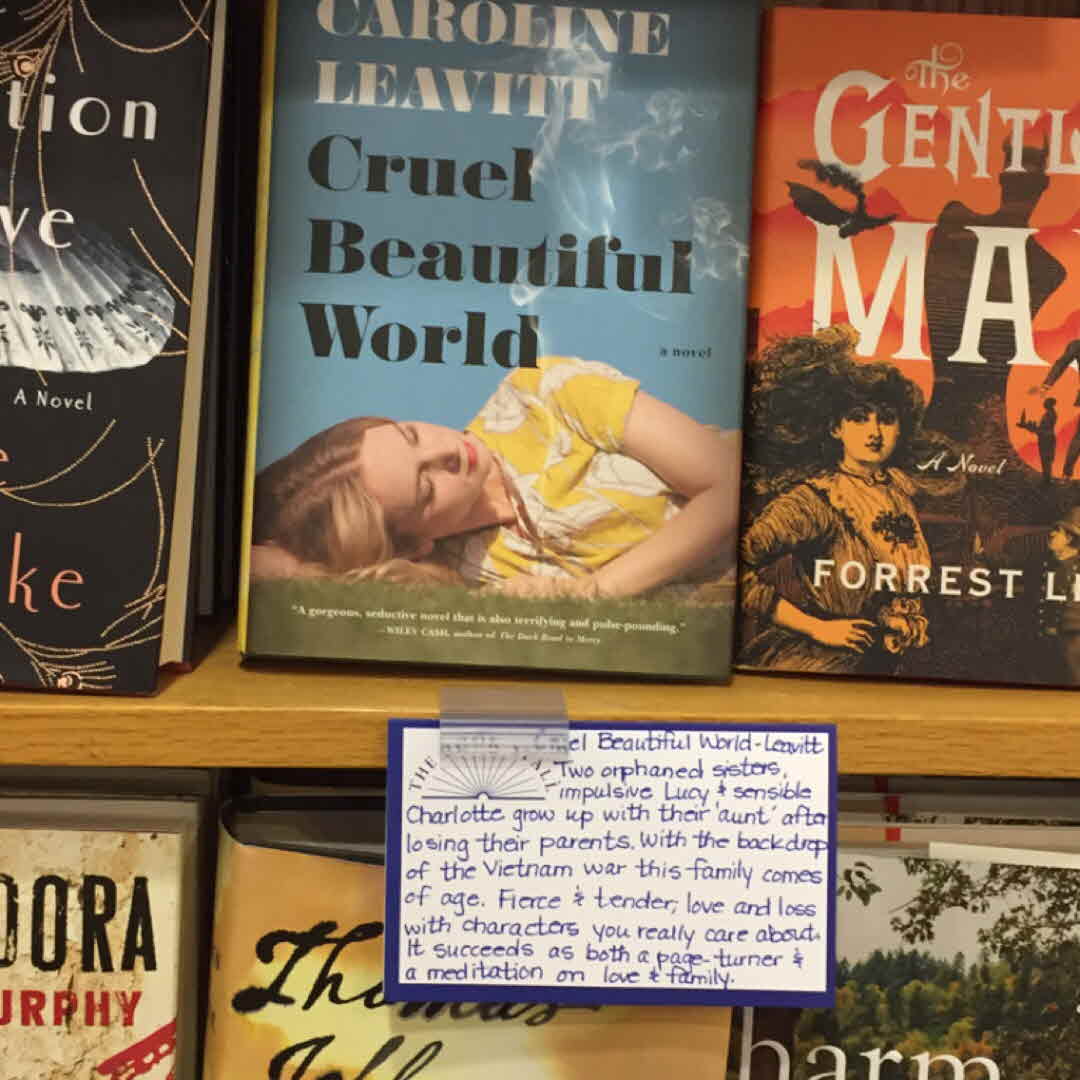 tion
ve
A Novel
ke
CAROLINE
LEAVITT
Cruel
Beautiful
World
a novel
"A gorgeous, seductive novel that is also terrifying and pulse-pounding."
—WILEY CASH, author of The Dark Road to Mercy
The
GENTL
MA
A Novel
FORREST LE
THE
Beautiful World-Leavitt
Two orphaned sisters,
impulsive Lucy & sensible
Charlotte grow up with their 'aunt' after
losing their parents. With the backdrop
of the Vietnam war this family comes
of age. Fierce & tender; love and loss
with characters you really care about.
It succeeds as both a page-turner &
a meditation on love & family.
DORA
URPHY
Thomas
harm